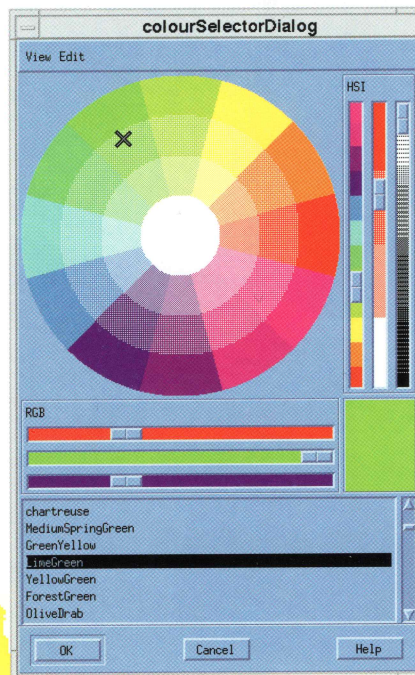 colourSelectorDialog
View Edit
HSI
RGB
chartreuse
MediumSpringGreen
GreenYellow
LimeGreen
YellowGreen
ForestGreen
OliveDrab
OK
Cancel
Help